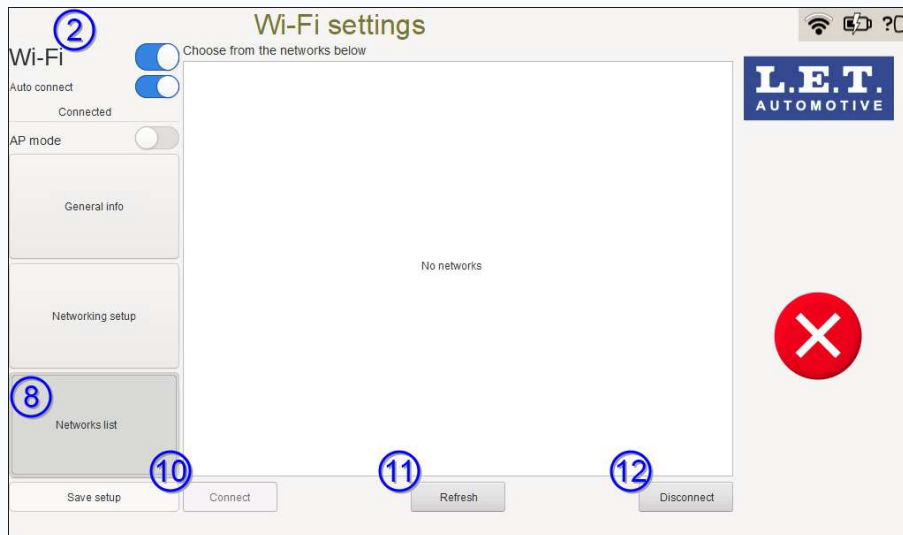 Wi-Fi settings
2
?
Wi-Fi
Choose from the networks below
Auto connect
Connected
AP mode
L.E.T.
AUTOMOTIVE
General info
No networks
Networking setup
8
Networks list
10
11
12
Save setup
Connect
Refresh
Disconnect